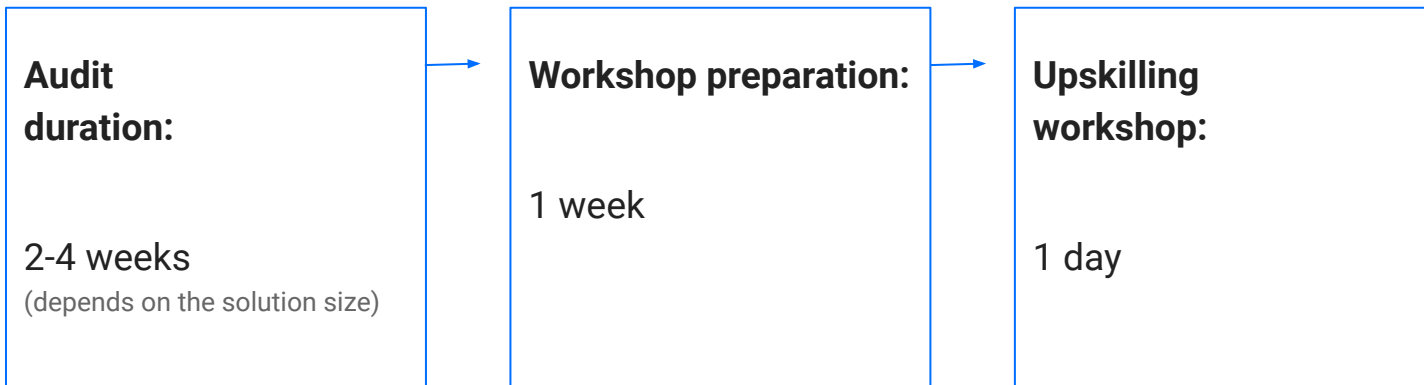 Audit
duration:
2-4 weeks
(depends on the solution size)
Workshop preparation:
1 week
Upskilling
workshop:
1 day